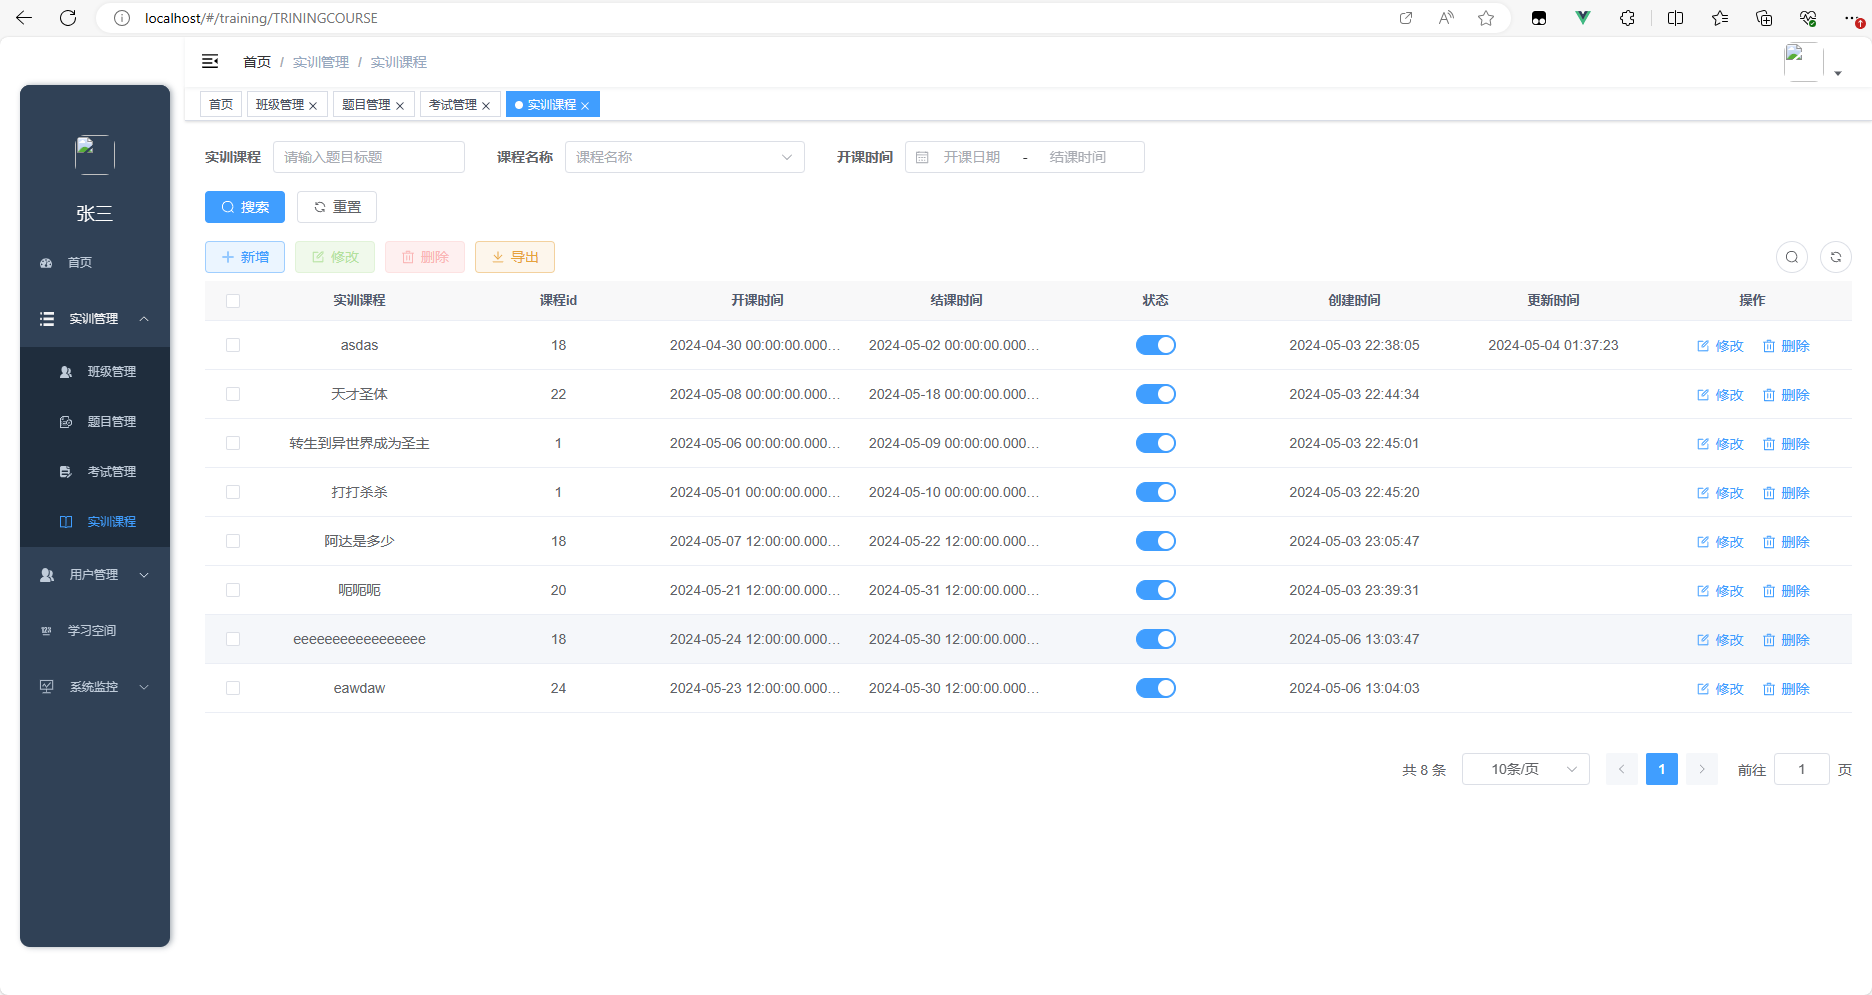 localhost/#/training/TRININGCOURSE
首页 / 实训管理 / 实训课程
首页 班级管理 题目管理 考试管理 实训课程
张三
首页
实训管理
班级管理
题目管理
考试管理
实训课程
用户管理
学习空间
系统监控
实训课程 请输入题目标题 课程名称 课程名称 开课时间 开课日期 - 结课时间
搜索 重置
新增 修改 删除 导出
实训课程 课程id 开课时间 结课时间 状态 创建时间 更新时间 操作
asdas 18 2024-04-30 00:00:00.000... 2024-05-02 00:00:00.000... 2024-05-03 22:38:05 2024-05-04 01:37:23 修改 删除
天才圣体 22 2024-05-08 00:00:00.000... 2024-05-18 00:00:00.000... 2024-05-03 22:44:34 修改 删除
转生到异世界成为圣主 1 2024-05-06 00:00:00.000... 2024-05-09 00:00:00.000... 2024-05-03 22:45:01 修改 删除
打打杀杀 1 2024-05-01 00:00:00.000... 2024-05-10 00:00:00.000... 2024-05-03 22:45:20 修改 删除
阿达是多少 18 2024-05-07 12:00:00.000... 2024-05-22 12:00:00.000... 2024-05-03 23:05:47 修改 删除
呃呃呃 20 2024-05-21 12:00:00.000... 2024-05-31 12:00:00.000... 2024-05-03 23:39:31 修改 删除
eeeeeeeeeeeeeeeee 18 2024-05-24 12:00:00.000... 2024-05-30 12:00:00.000... 2024-05-06 13:03:47 修改 删除
eawdaw 24 2024-05-23 12:00:00.000... 2024-05-30 12:00:00.000... 2024-05-06 13:04:03 修改 删除
共 8 条 10条/页 1 前往 1 页